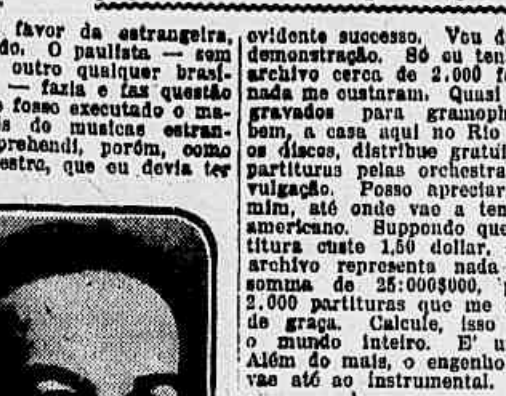 favor da estrangeira,
do. O paulista — sem
outro qualquer brasi-
— fazia e faz questão
fosse executado o ma-
s de musicas estran-
prehendi, porém, como
estro, que eu devia ter
evidente successo. Vou d
demonstração. Só eu ten
archivo cerca de 2.000 f
nada me custaram. Quasi
gravados para gramoph
bem, a casa aqui no Rio
os discos, distribue gratui
partituras pelas orchestra
vulgação. Posso apreciar
mim, até onde vae a ten
americano. Suppondo que
titura custe 1,50 dollar,
archivo representa nada
somma de 25:000$000,
2.000 partituras que me
de graça. Calcule, isso
o mundo inteiro. E' u
Além do mais, o engenho
vae até ao instrumental.